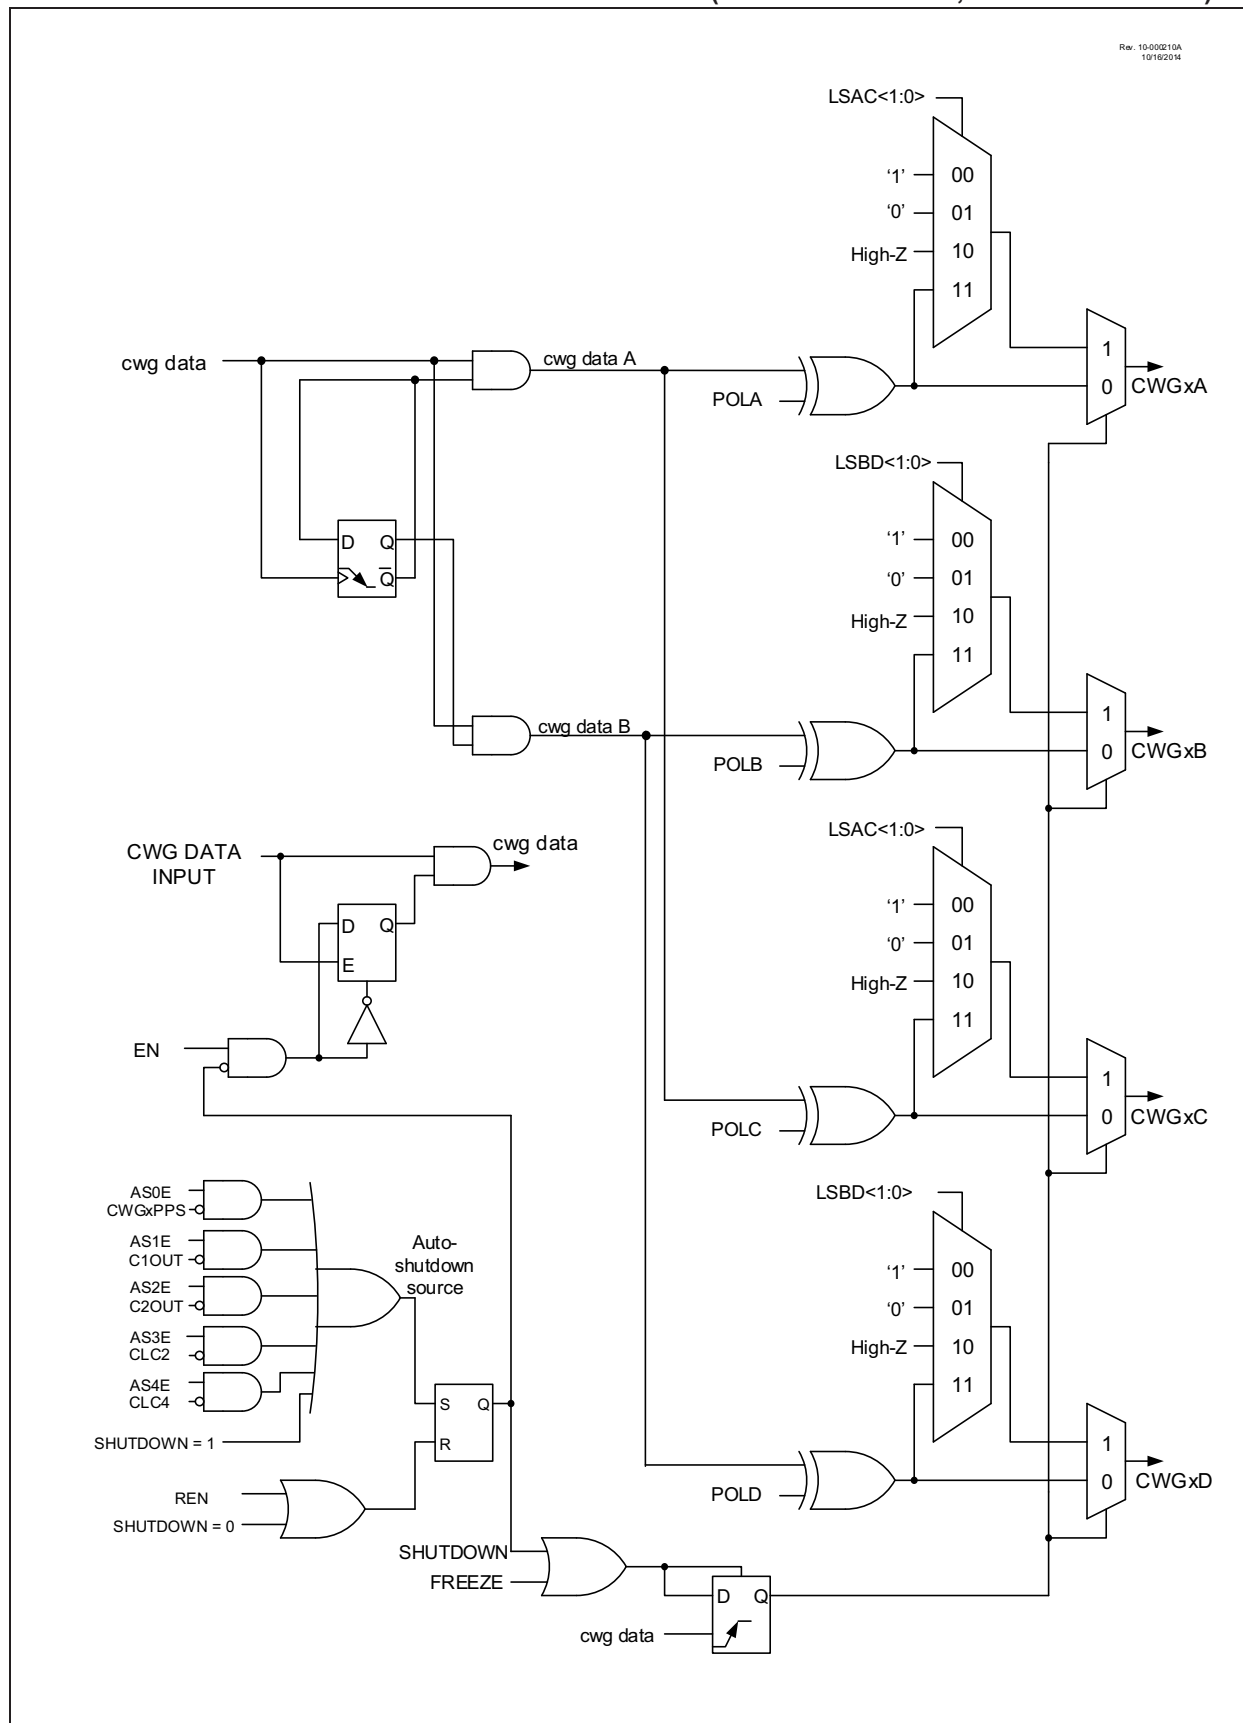 Rev. 10-000210A
10/16/2014
LSAC<1:0>
‘1’
00
‘0’
01
High-Z
10
11
cwg data
cwg data A
1
0
CWGxA
POLA
LSBD<1:0>
‘1’
00
‘0’
01
High-Z
10
11
D
Q
Q
cwg data B
1
0
CWGxB
POLB
CWG DATA
INPUT
cwg data
D
Q
E
EN
LSAC<1:0>
‘1’
00
‘0’
01
High-Z
10
11
1
0
CWGxC
POLC
AS0E
CWGxPPS
AS1E
C1OUT
AS2E
C2OUT
AS3E
CLC2
AS4E
CLC4
SHUTDOWN = 1
Auto-
shutdown
source
S
Q
R
REN
SHUTDOWN = 0
LSBD<1:0>
‘1’
00
‘0’
01
High-Z
10
11
1
0
CWGxD
POLD
SHUTDOWN
FREEZE
D
Q
cwg data